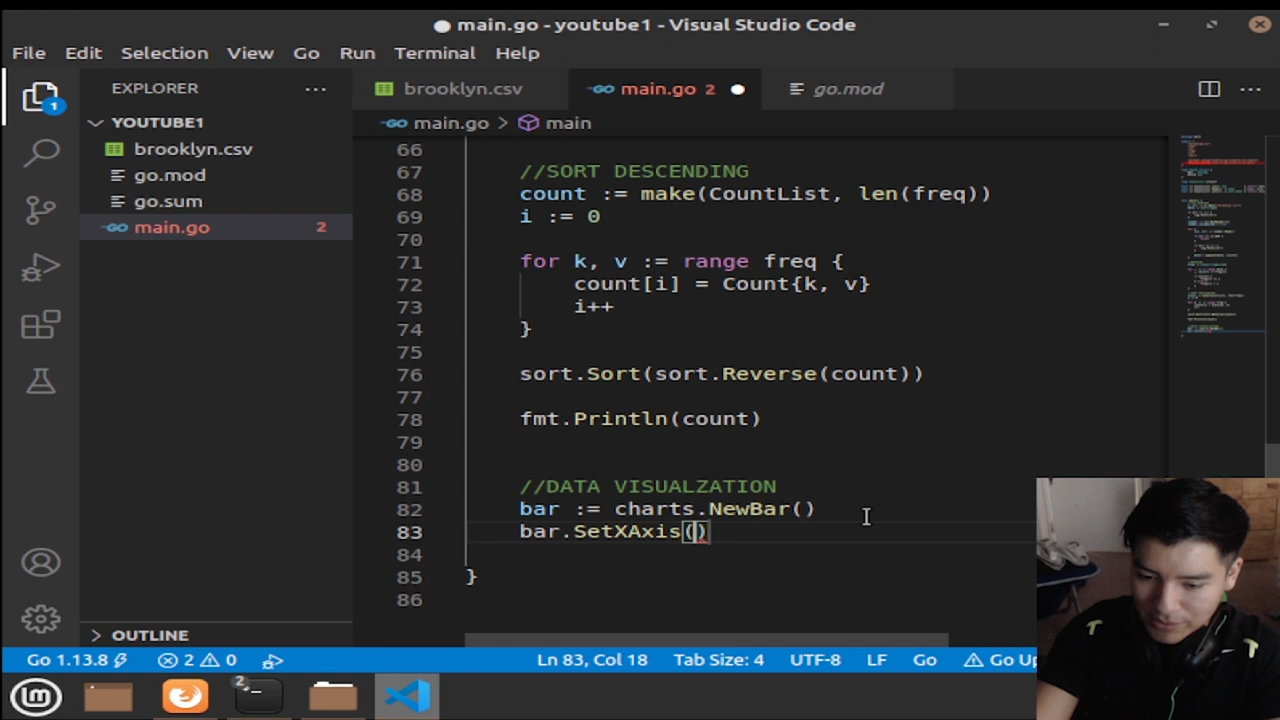 main.go - youtube1 - Visual Studio Code
File Edit Selection View Go Run Terminal Help
1
EXPLORER ...
brooklyn.csv
main.go 2
go.mod
YOUTUBE1
main.go > main
brooklyn.csv
go.mod
go.sum
main.go 2
66
67 //SORT DESCENDING
68 count := make(CountList, len(freq))
69 i := 0
70
71 for k, v := range freq {
72 count[i] = Count{k, v}
73 i++
74 }
75
76 sort.Sort(sort.Reverse(count))
77
78 fmt.Println(count)
79
80
81 //DATA VISUALZATION
82 bar := charts.NewBar()
83 bar.SetXAxis()
84
85 }
86
OUTLINE
Go 1.13.8 2 0 Ln 83, Col 18 Tab Size: 4 UTF-8 LF Go Go Up
2